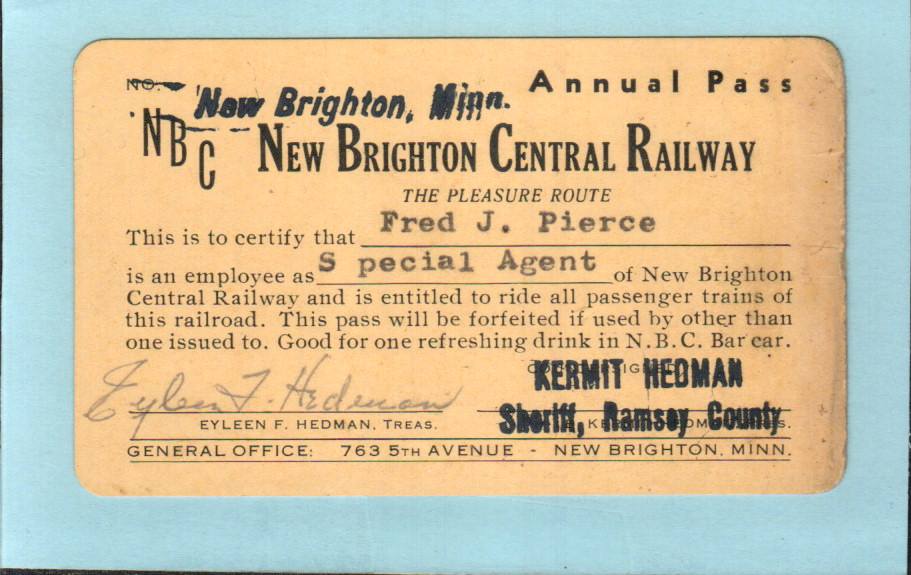 NO.
Annual Pass
New Brighton, Minn.
NBC NEW BRIGHTON CENTRAL RAILWAY
THE PLEASURE ROUTE
This is to certify that Fred J. Pierce
is an employee as S pecial Agent of New Brighton
Central Railway and is entitled to ride all passenger trains of
this railroad. This pass will be forfeited if used by other than
one issued to. Good for one refreshing drink in N.B.C. Bar car.
KERMIT HEDMAN
Eyleen F. Hedman
Sheriff, Ramsey County
EYLEEN F. HEDMAN, TREAS.
GENERAL OFFICE: 763 5TH AVENUE - NEW BRIGHTON, MINN.